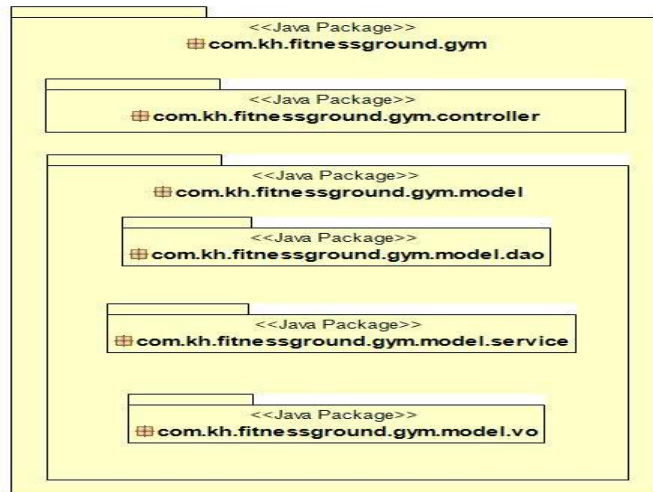 <<Java Package>>
com.kh.fitnessground.gym
<<Java Package>>
com.kh.fitnessground.gym.controller
<<Java Package>>
com.kh.fitnessground.gym.model
<<Java Package>>
com.kh.fitnessground.gym.model.dao
<<Java Package>>
com.kh.fitnessground.gym.model.service
<<Java Package>>
com.kh.fitnessground.gym.model.vo